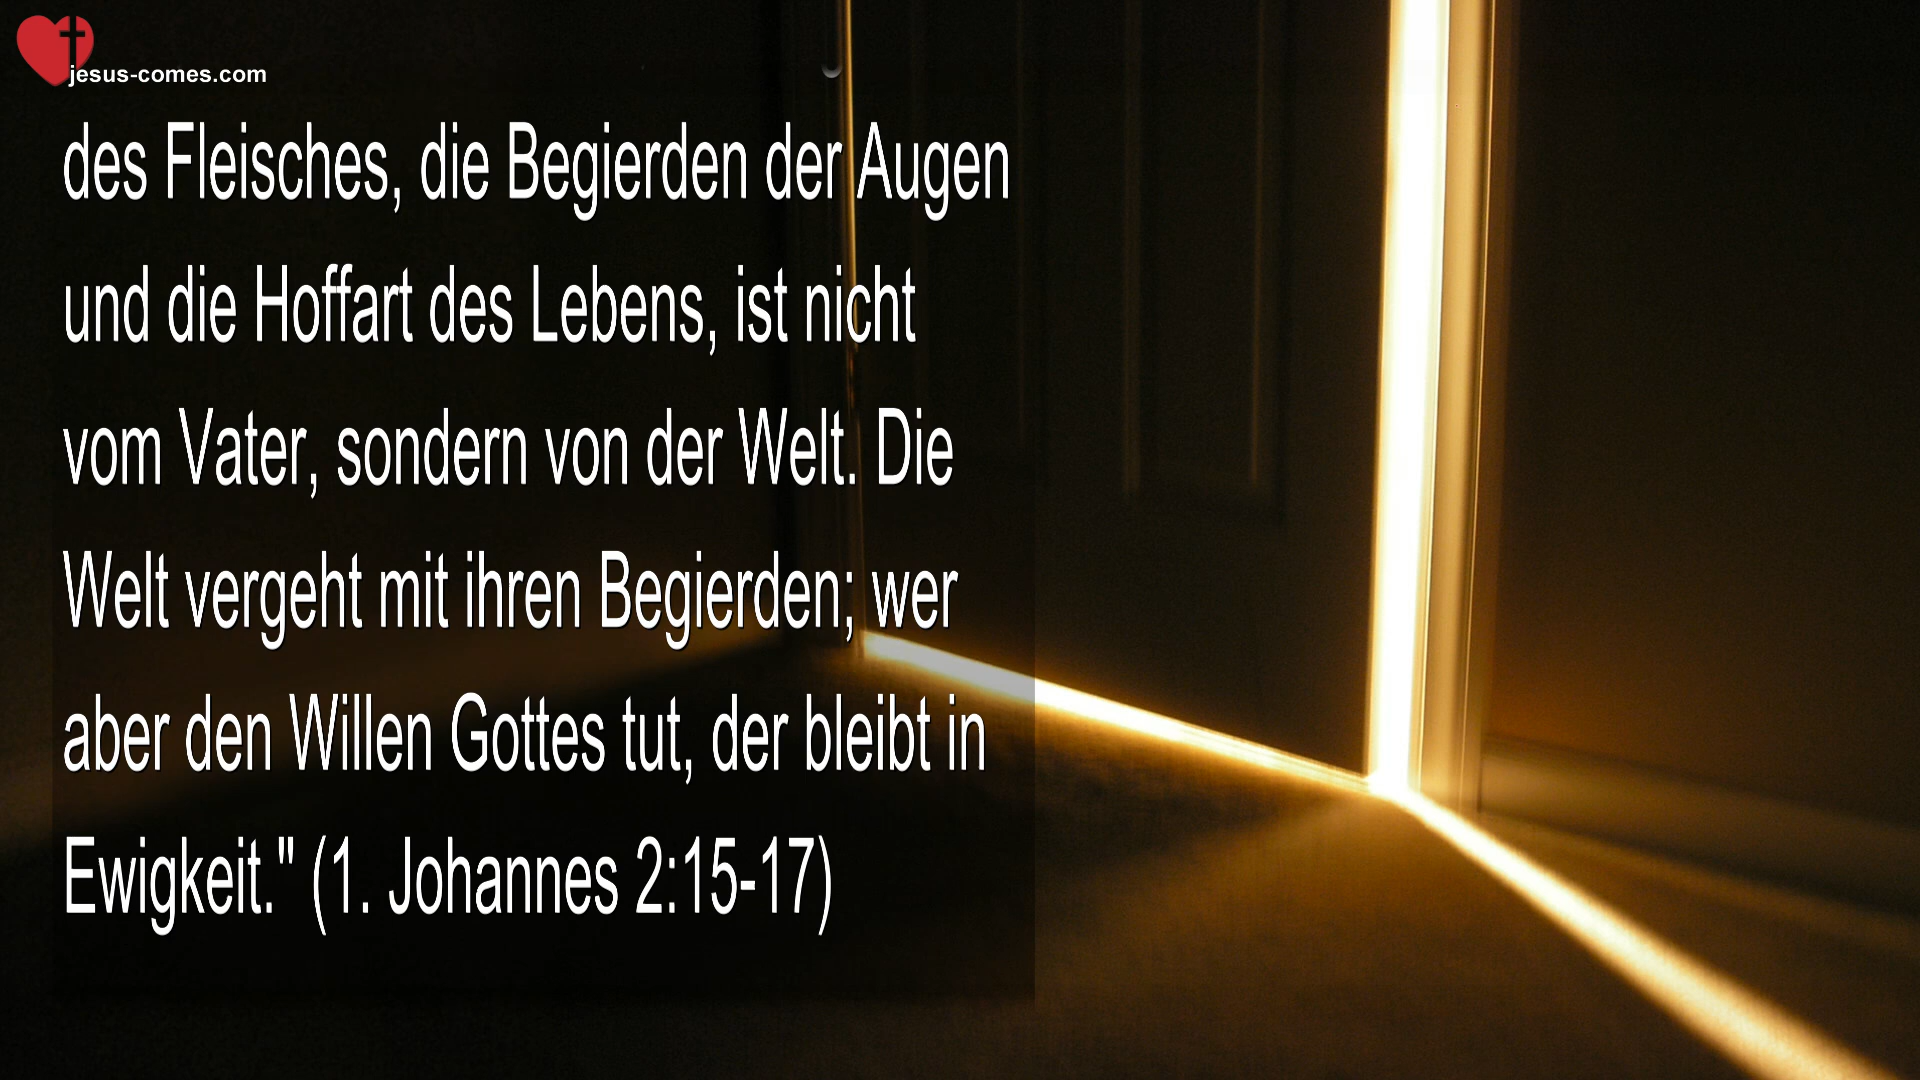 jesus-comes.com
des Fleisches, die Begierden der Augen
und die Hoffart des Lebens, ist nicht
vom Vater, sondern von der Welt. Die
Welt vergeht mit ihren Begierden; wer
aber den Willen Gottes tut, der bleibt in
Ewigkeit." (1. Johannes 2:15-17)